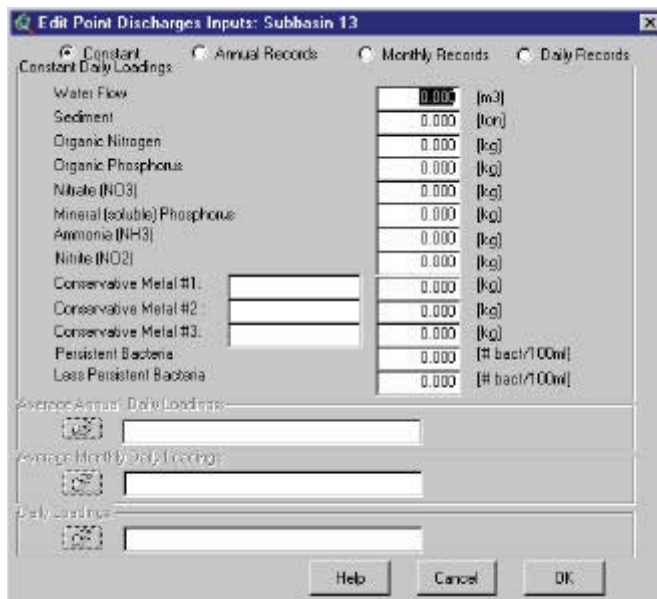 Edit Point Discharges Inputs: Subbasin 13
Constant Annual Records Monthly Records Daily Records
Constant Daily Loadings
Water Flow 0.000 [m3]
Sediment 0.000 [ton]
Organic Nitrogen 0.000 [kg]
Organic Phosphorus 0.000 [kg]
Nitrate (NO3) 0.000 [kg]
Mineral (soluble) Phosphorus 0.000 [kg]
Ammonia (NH3) 0.000 [kg]
Nitrite (NO2) 0.000 [kg]
Conservative Metal #1: 0.000 [kg]
Conservative Metal #2: 0.000 [kg]
Conservative Metal #3: 0.000 [kg]
Persistent Bacteria 0.000 [# bact/100ml]
Less Persistent Bacteria 0.000 [# bact/100ml]
Average Annual Daily Loadings
Average Monthly Daily Loadings
Daily Loadings
Help Cancel OK